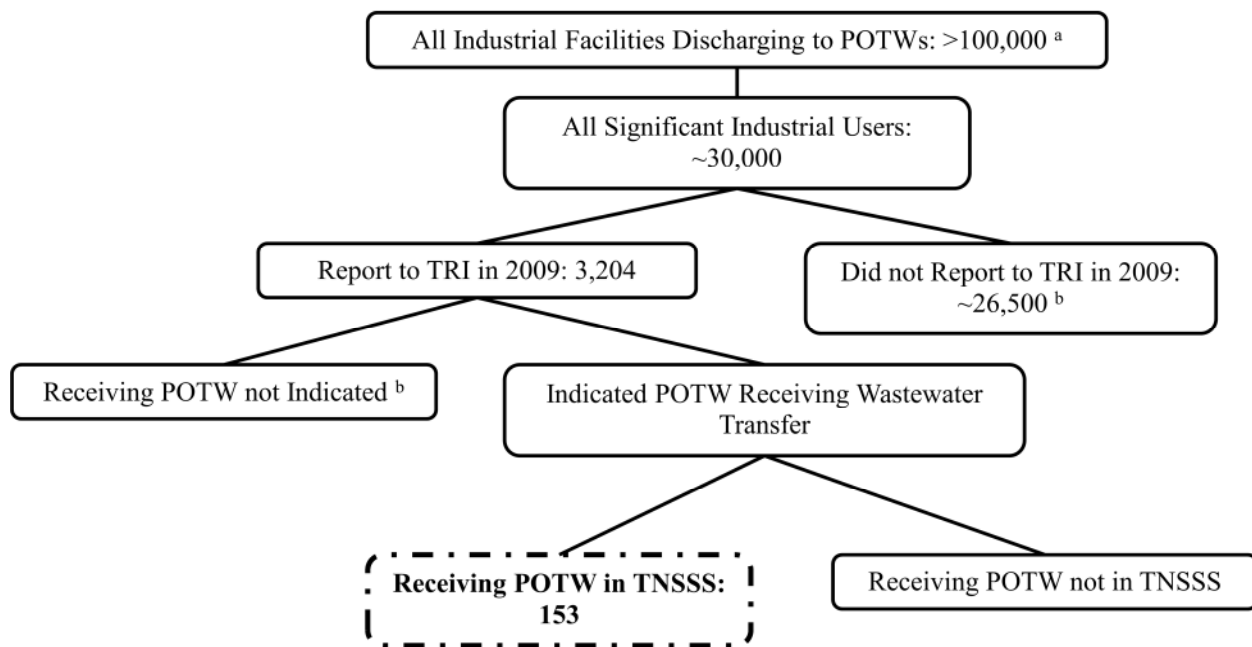 All Industrial Facilities Discharging to POTWs: >100,000 ᵃ
All Significant Industrial Users:
~30,000
Report to TRI in 2009: 3,204
Did not Report to TRI in 2009:
~26,500 ᵇ
Receiving POTW not Indicated ᵇ
Indicated POTW Receiving Wastewater
Transfer
Receiving POTW in TNSSS:
153
Receiving POTW not in TNSSS